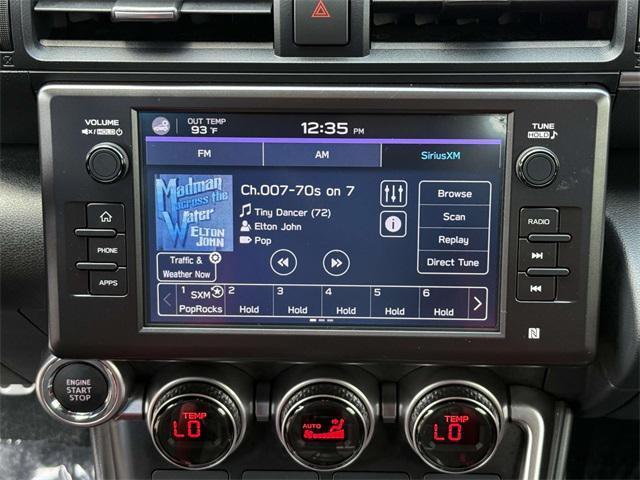 VOLUME
HOLD
OUT TEMP
93 °F
12:35 PM
TUNE
HOLD
FM
AM
SiriusXM
Madman
across the
Water
ELTON
JOHN
Ch.007-70s on 7
Tiny Dancer (72)
Elton John
Pop
Browse
Scan
Replay
Direct Tune
Traffic &
Weather Now
PHONE
APPS
RADIO
1 SXM
PopRocks
2
Hold
3
Hold
4
Hold
5
Hold
6
Hold
ENGINE
START
STOP
TEMP
LO
AUTO
TEMP
LO